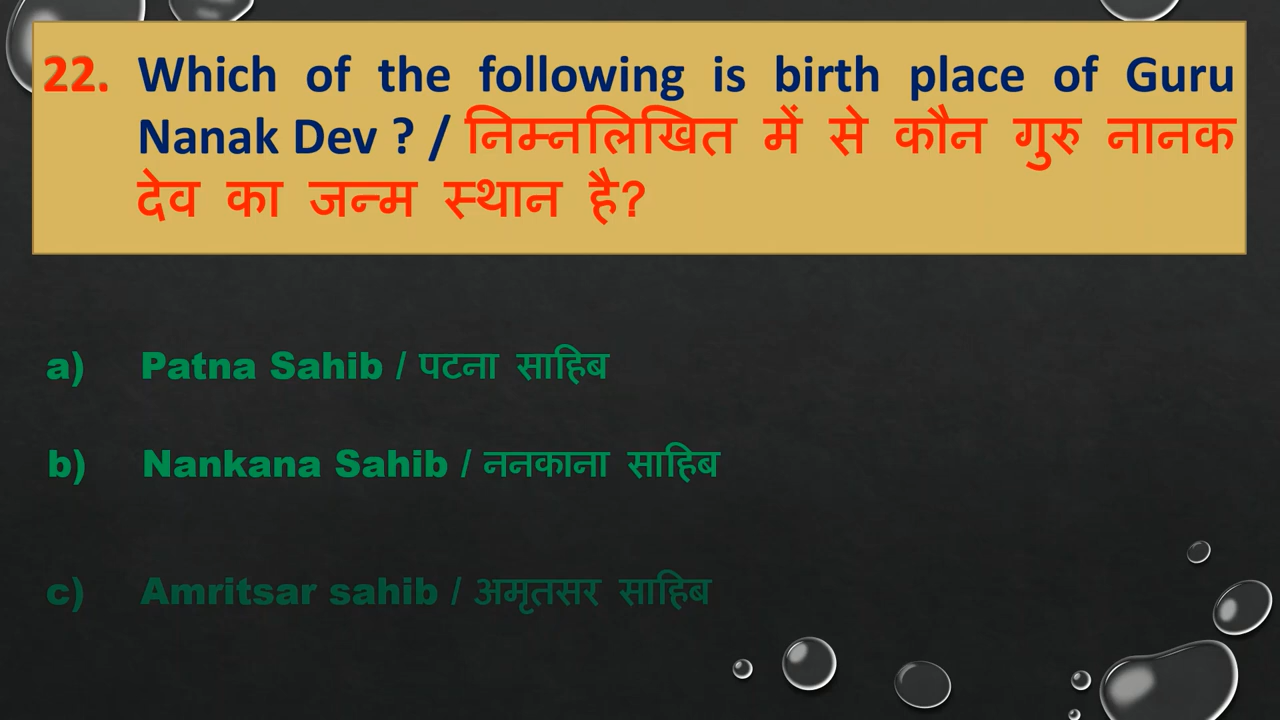 22. Which of the following is birth place of Guru
Nanak Dev ? / निम्नलिखित में से कौन गुरु नानक
देव का जन्म स्थान है?
a) Patna Sahib / पटना साहिब
b) Nankana Sahib / ननकाना साहिब
c) Amritsar sahib / अमृतसर साहिब